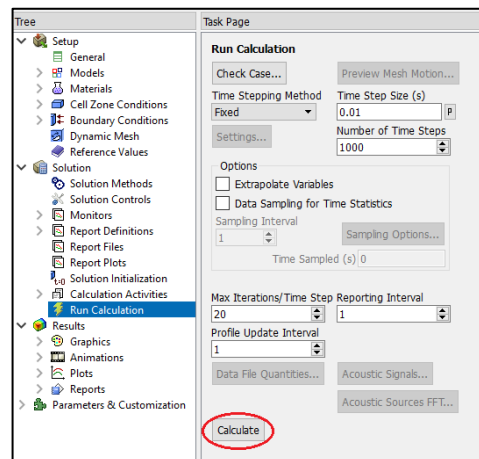 Tree
Setup
General
Models
Materials
Cell Zone Conditions
Boundary Conditions
Dynamic Mesh
Reference Values
Solution
Solution Methods
Solution Controls
Monitors
Report Definitions
Report Files
Report Plots
t=0 Solution Initialization
Calculation Activities
Run Calculation
Results
Graphics
Animations
Plots
Reports
Parameters & Customization
Task Page
Run Calculation
Check Case... Preview Mesh Motion...
Time Stepping Method Time Step Size (s)
Fixed 0.01 P
Settings... Number of Time Steps
1000
Options
Extrapolate Variables
Data Sampling for Time Statistics
Sampling Interval
1 Sampling Options...
Time Sampled (s) 0
Max Iterations/Time Step Reporting Interval
20 1
Profile Update Interval
1
Data File Quantities... Acoustic Signals...
Acoustic Sources FFT...
Calculate